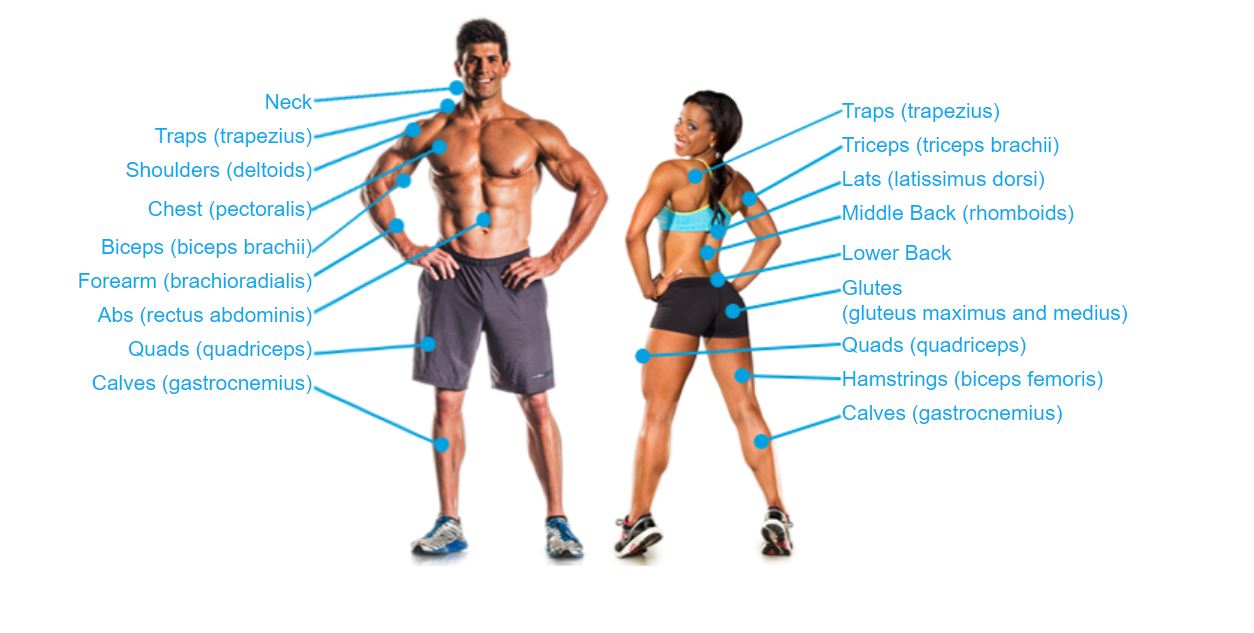 Neck
Traps (trapezius)
Shoulders (deltoids)
Chest (pectoralis)
Biceps (biceps brachii)
Forearm (brachioradialis)
Abs (rectus abdominis)
Quads (quadriceps)
Calves (gastrocnemius)
Traps (trapezius)
Triceps (triceps brachii)
Lats (latissimus dorsi)
Middle Back (rhomboids)
Lower Back
Glutes
(gluteus maximus and medius)
Quads (quadriceps)
Hamstrings (biceps femoris)
Calves (gastrocnemius)